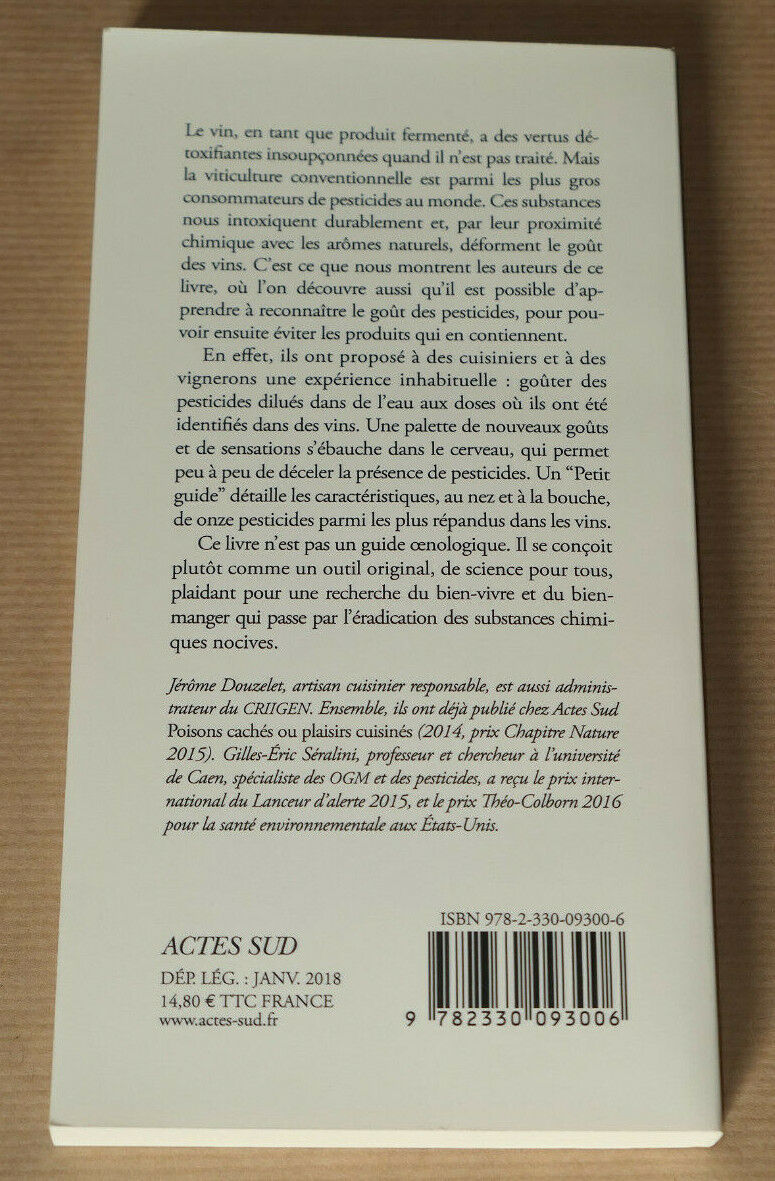 Le vin, en tant que produit fermenté, a des vertus dé-
toxifiantes insoupçonnées quand il n'est pas traité. Mais
la viticulture conventionnelle est parmi les plus gros
consommateurs de pesticides au monde. Ces substances
nous intoxiquent durablement et, par leur proximité
chimique avec les arômes naturels, déforment le goût
des vins. C'est ce que nous montrent les auteurs de ce
livre, où l'on découvre aussi qu'il est possible d'ap-
prendre à reconnaître le goût des pesticides, pour pou-
voir ensuite éviter les produits qui en contiennent.
En effet, ils ont proposé à des cuisiniers et à des
vignerons une expérience inhabituelle : goûter des
pesticides dilués dans de l'eau aux doses où ils ont été
identifiés dans des vins. Une palette de nouveaux goûts
et de sensations s'ébauche dans le cerveau, qui permet
peu à peu de déceler la présence de pesticides. Un “Petit
guide” détaille les caractéristiques, au nez et à la bouche,
de onze pesticides parmi les plus répandus dans les vins.
Ce livre n'est pas un guide œnologique. Il se conçoit
plutôt comme un outil original, de science pour tous,
plaidant pour une recherche du bien-vivre et du bien-
manger qui passe par l'éradication des substances chimi-
ques nocives.
Jérôme Douzelet, artisan cuisinier responsable, est aussi adminis-
trateur du CRIIGEN. Ensemble, ils ont déjà publié chez Actes Sud
Poisons cachés ou plaisirs cuisinés (2014, prix Chapitre Nature
2015). Gilles-Éric Séralini, professeur et chercheur à l'université
de Caen, spécialiste des OGM et des pesticides, a reçu le prix inter-
national du Lanceur d'alerte 2015, et le prix Théo-Colborn 2016
pour la santé environnementale aux États-Unis.
ISBN 978-2-330-09300-6
ACTES SUD
DÉP. LÉG. : JANV. 2018
14,80 € TTC FRANCE
www.actes-sud.fr
9 782330 093006